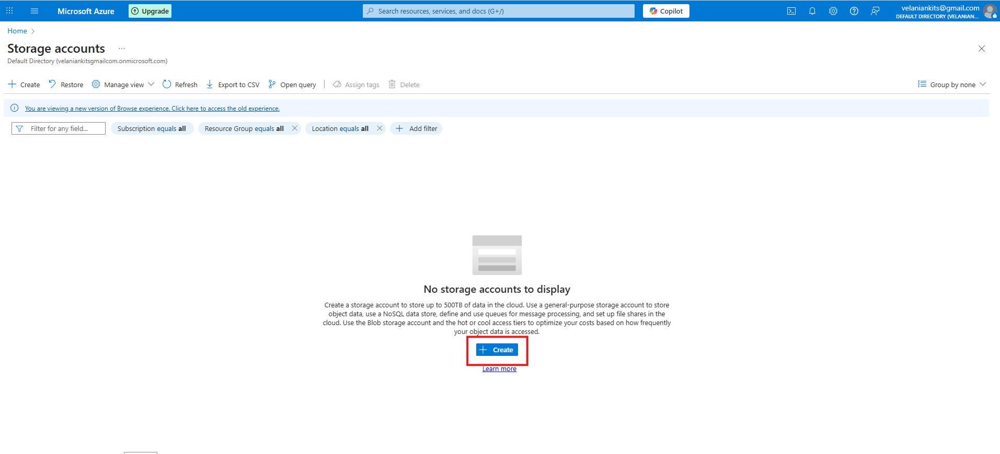 Microsoft Azure
Upgrade
Search resources, services, and docs (G+/)
Copilot
velaniankits@gmail.com
DEFAULT DIRECTORY (VELANIAN...
Home
Storage accounts ...
Default Directory (velaniankitsgmailcom.onmicrosoft.com)
Create
Restore
Manage view
Refresh
Export to CSV
Open query
Assign tags
Delete
Group by none
You are viewing a new version of Browse experience. Click here to access the old experience.
Filter for any field...
Subscription equals all
Resource Group equals all
Location equals all
Add filter
No storage accounts to display
Create a storage account to store up to 500TB of data in the cloud. Use a general-purpose storage account to store
object data, use a NoSQL data store, define and use queues for message processing, and set up file shares in the
cloud. Use the Blob storage account and the hot or cool access tiers to optimize your costs based on how frequently
your object data is accessed.
Create
Learn more